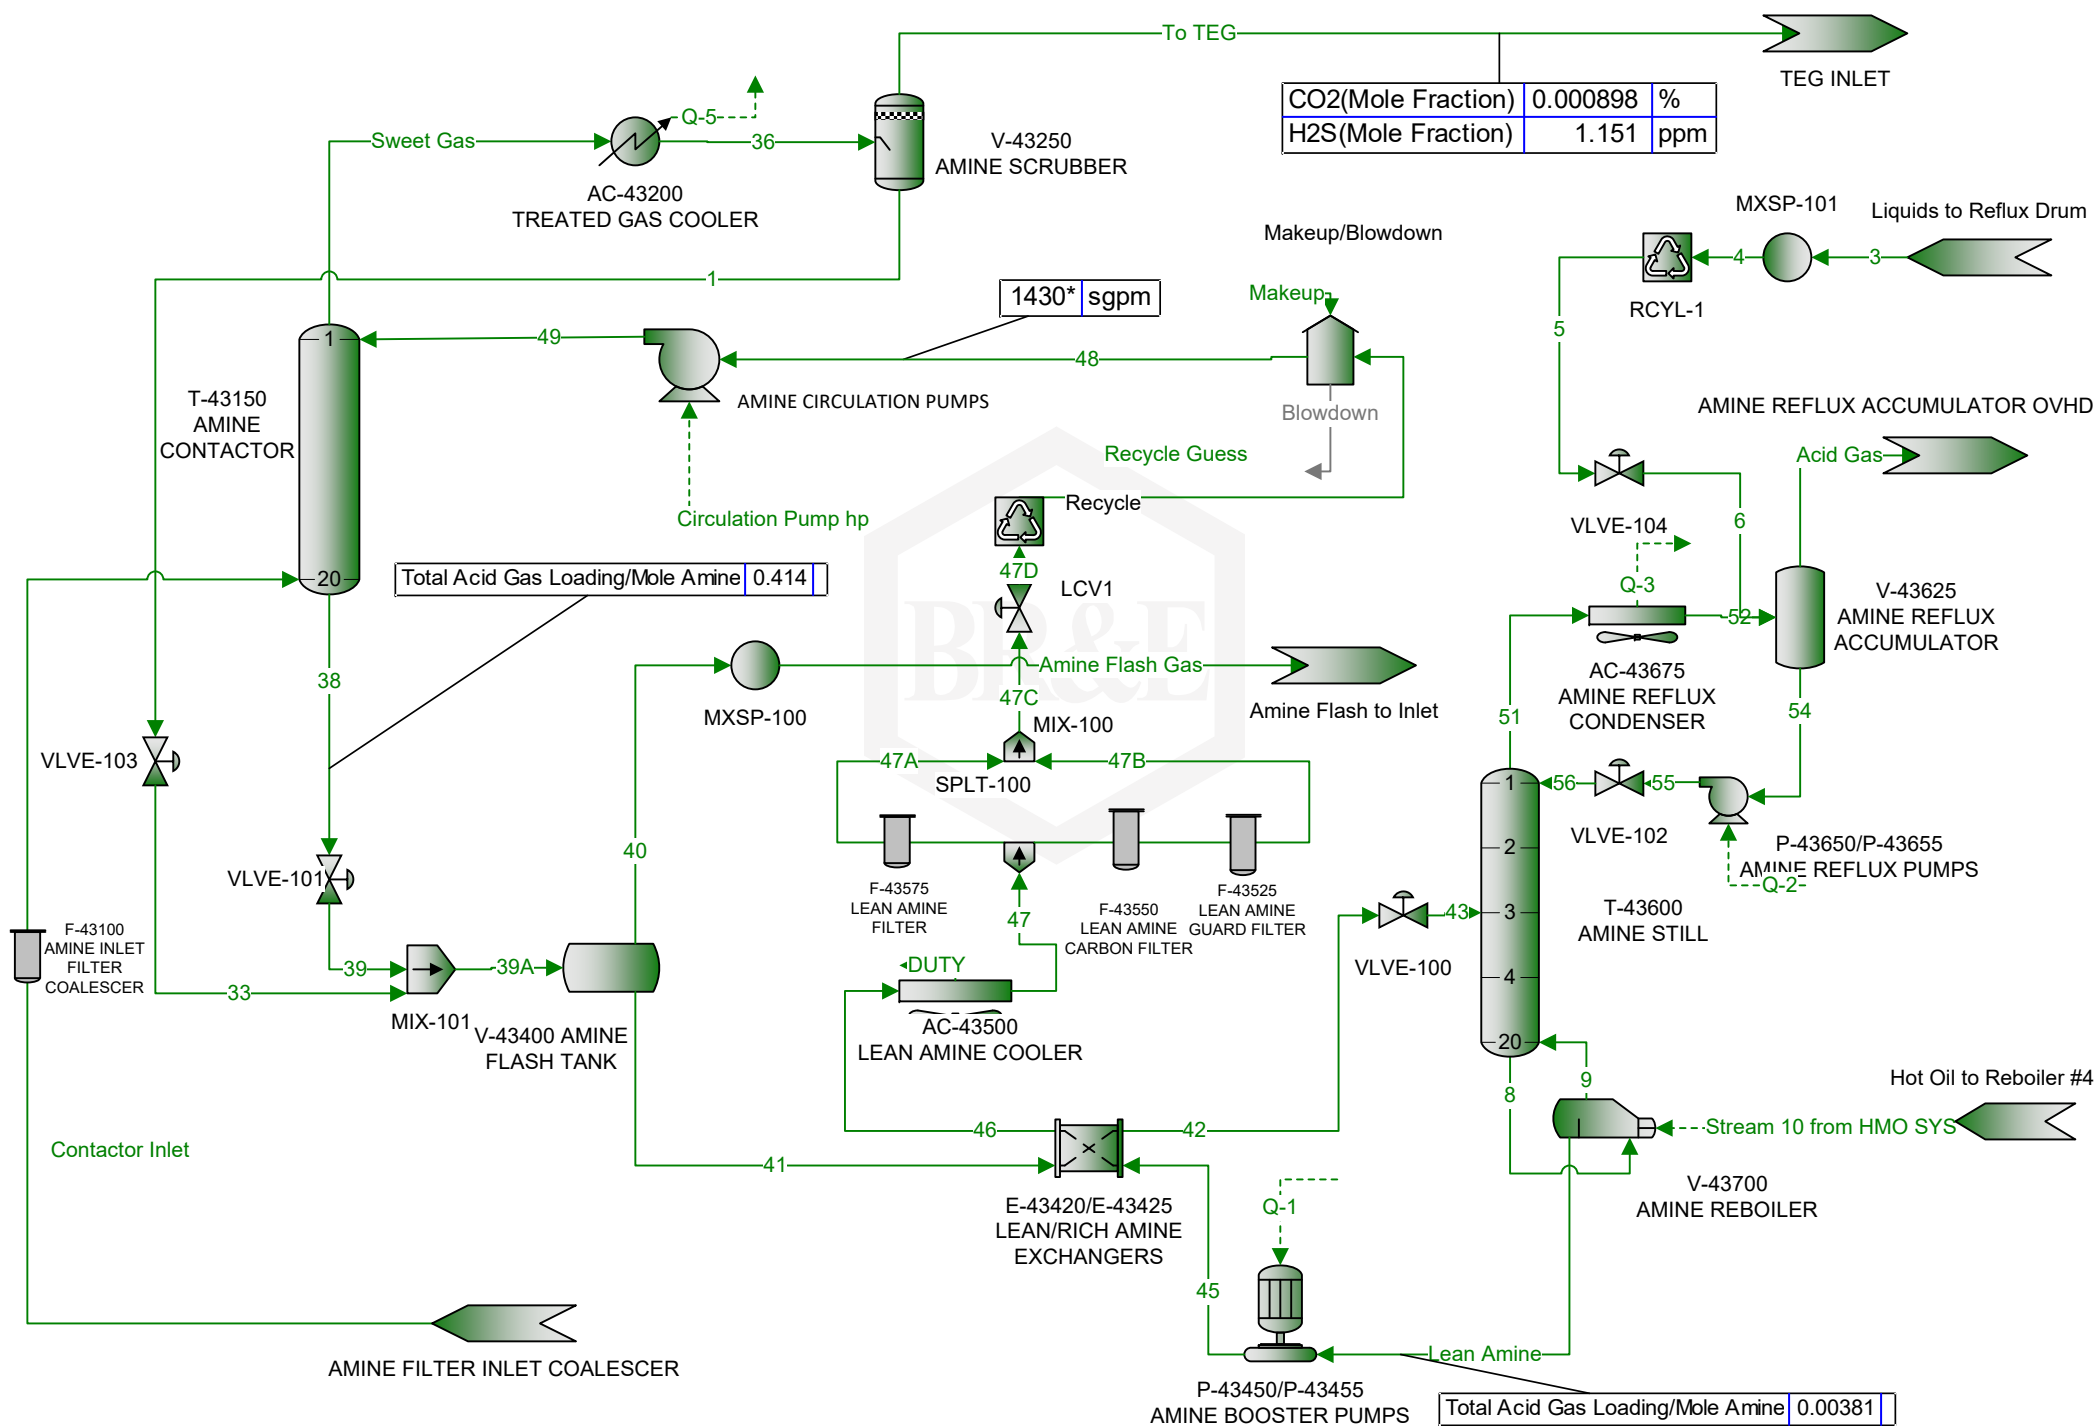 To TEG
TEG INLET
CO2(Mole Fraction) 0.000898 %
H2S(Mole Fraction) 1.151 ppm
Q-5
Sweet Gas
36
V-43250
AMINE SCRUBBER
AC-43200
TREATED GAS COOLER
MXSP-101
Liquids to Reflux Drum
Makeup/Blowdown
4
3
1
1430* sgpm
Makeup
RCYL-1
5
1
49
48
T-43150
AMINE
CONTACTOR
AMINE CIRCULATION PUMPS
Blowdown
AMINE REFLUX ACCUMULATOR OVHD
Recycle Guess
Acid Gas
Circulation Pump hp
Recycle
VLVE-104
6
20
Total Acid Gas Loading/Mole Amine 0.414
47D
LCV1
Q-3
V-43625
AMINE REFLUX
ACCUMULATOR
52
BR&E
38
Amine Flash Gas
AC-43675
AMINE REFLUX
CONDENSER
47C
MXSP-100
Amine Flash to Inlet
51
54
MIX-100
VLVE-103
47A
47B
SPLT-100
1
56
55
VLVE-102
P-43650/P-43655
AMINE REFLUX PUMPS
Q-2
2
40
VLVE-101
F-43575
LEAN AMINE
FILTER
F-43550
LEAN AMINE
CARBON FILTER
F-43525
LEAN AMINE
GUARD FILTER
47
43
3
T-43600
AMINE STILL
F-43100
AMINE INLET
FILTER
COALESCER
39
39A
DUTY
VLVE-100
4
33
MIX-101
V-43400 AMINE
FLASH TANK
AC-43500
LEAN AMINE COOLER
20
9
8
Hot Oil to Reboiler #4
Stream 10 from HMO SYS
46
42
Contactor Inlet
41
V-43700
AMINE REBOILER
E-43420/E-43425
LEAN/RICH AMINE
EXCHANGERS
Q-1
45
Lean Amine
AMINE FILTER INLET COALESCER
P-43450/P-43455
AMINE BOOSTER PUMPS
Total Acid Gas Loading/Mole Amine 0.00381